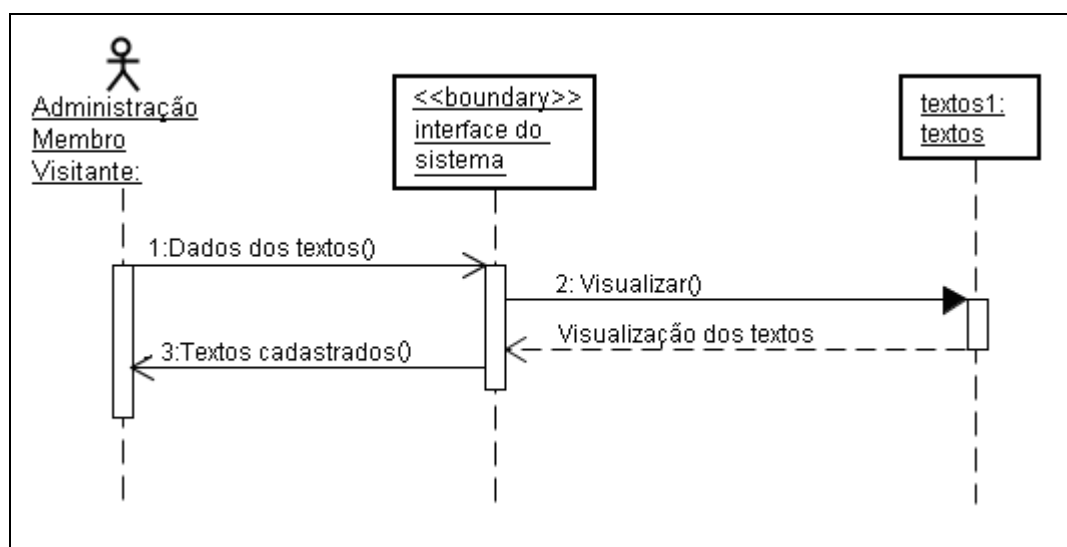 Administração
Membro
Visitante:
<<boundary>>
interface do
sistema
textos1:
textos
1:Dados dos textos()
2: Visualizar()
Visualização dos textos
3:Textos cadastrados()